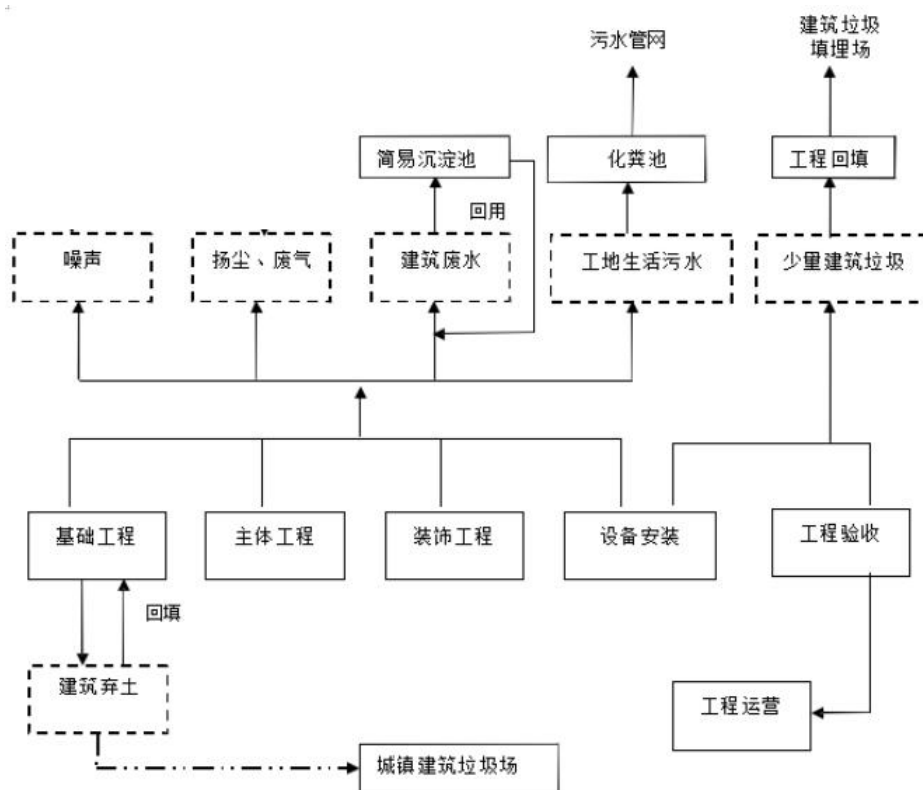 污水管网
建筑垃圾
填埋场
简易沉淀池
化粪池
工程回填
回用
噪声
扬尘、废气
建筑废水
工地生活污水
少量建筑垃圾
基础工程
主体工程
装饰工程
设备安装
工程验收
回填
建筑弃土
工程运营
城镇建筑垃圾场